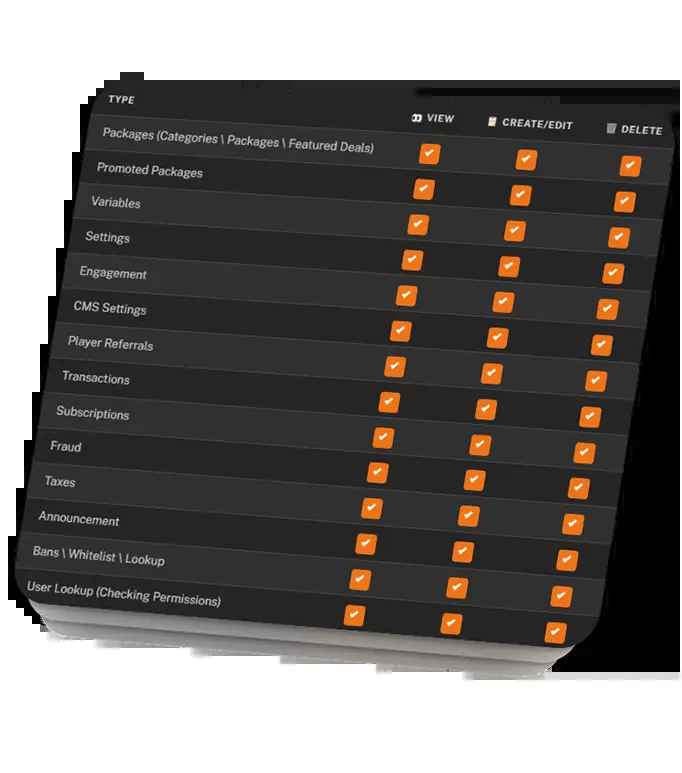 TYPE 👀 VIEW 📋 CREATE/EDIT 🗑 DELETE
Packages (Categories \ Packages \ Featured Deals)
Promoted Packages
Variables
Settings
Engagement
CMS Settings
Player Referrals
Transactions
Subscriptions
Fraud
Taxes
Announcement
Bans \ Whitelist \ Lookup
User Lookup (Checking Permissions)